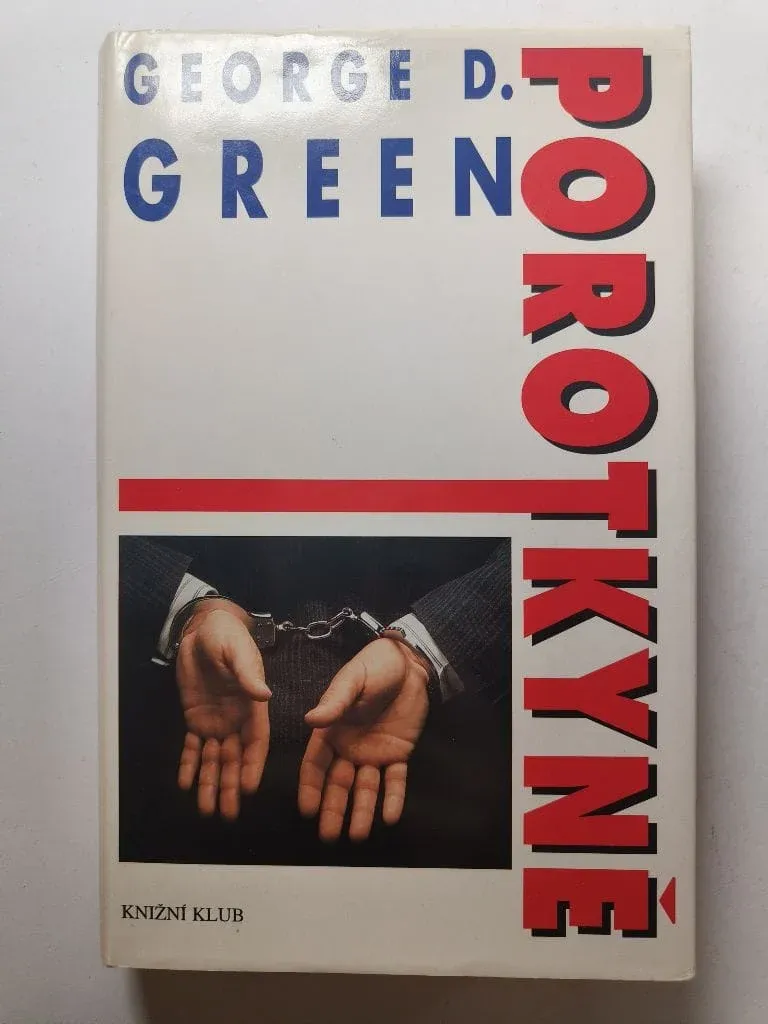 GEORGE D.
GREEN
POROTKYNĚ
KNIŽNÍ KLUB